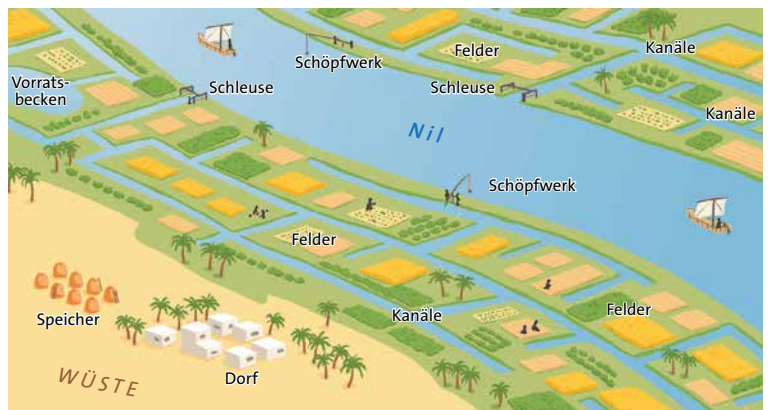 Felder
Kanäle
Schöpfwerk
Vorrats-
becken
Schleuse
Schleuse
Kanäle
Nil
Schöpfwerk
Felder
Felder
Kanäle
Speicher
Dorf
WÜSTE